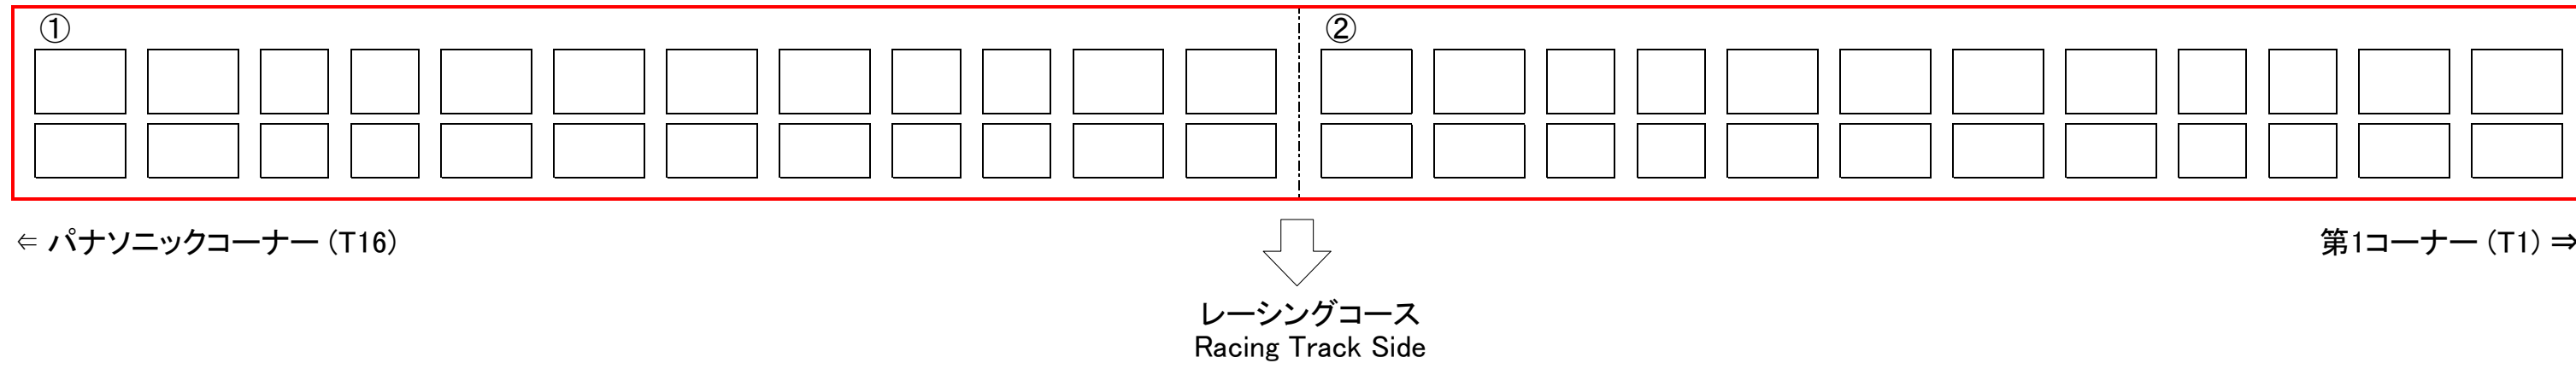 ①
②
⇐ パナソニックコーナー (T16)
第1コーナー (T1) ⇒
レーシングコース
Racing Track Side